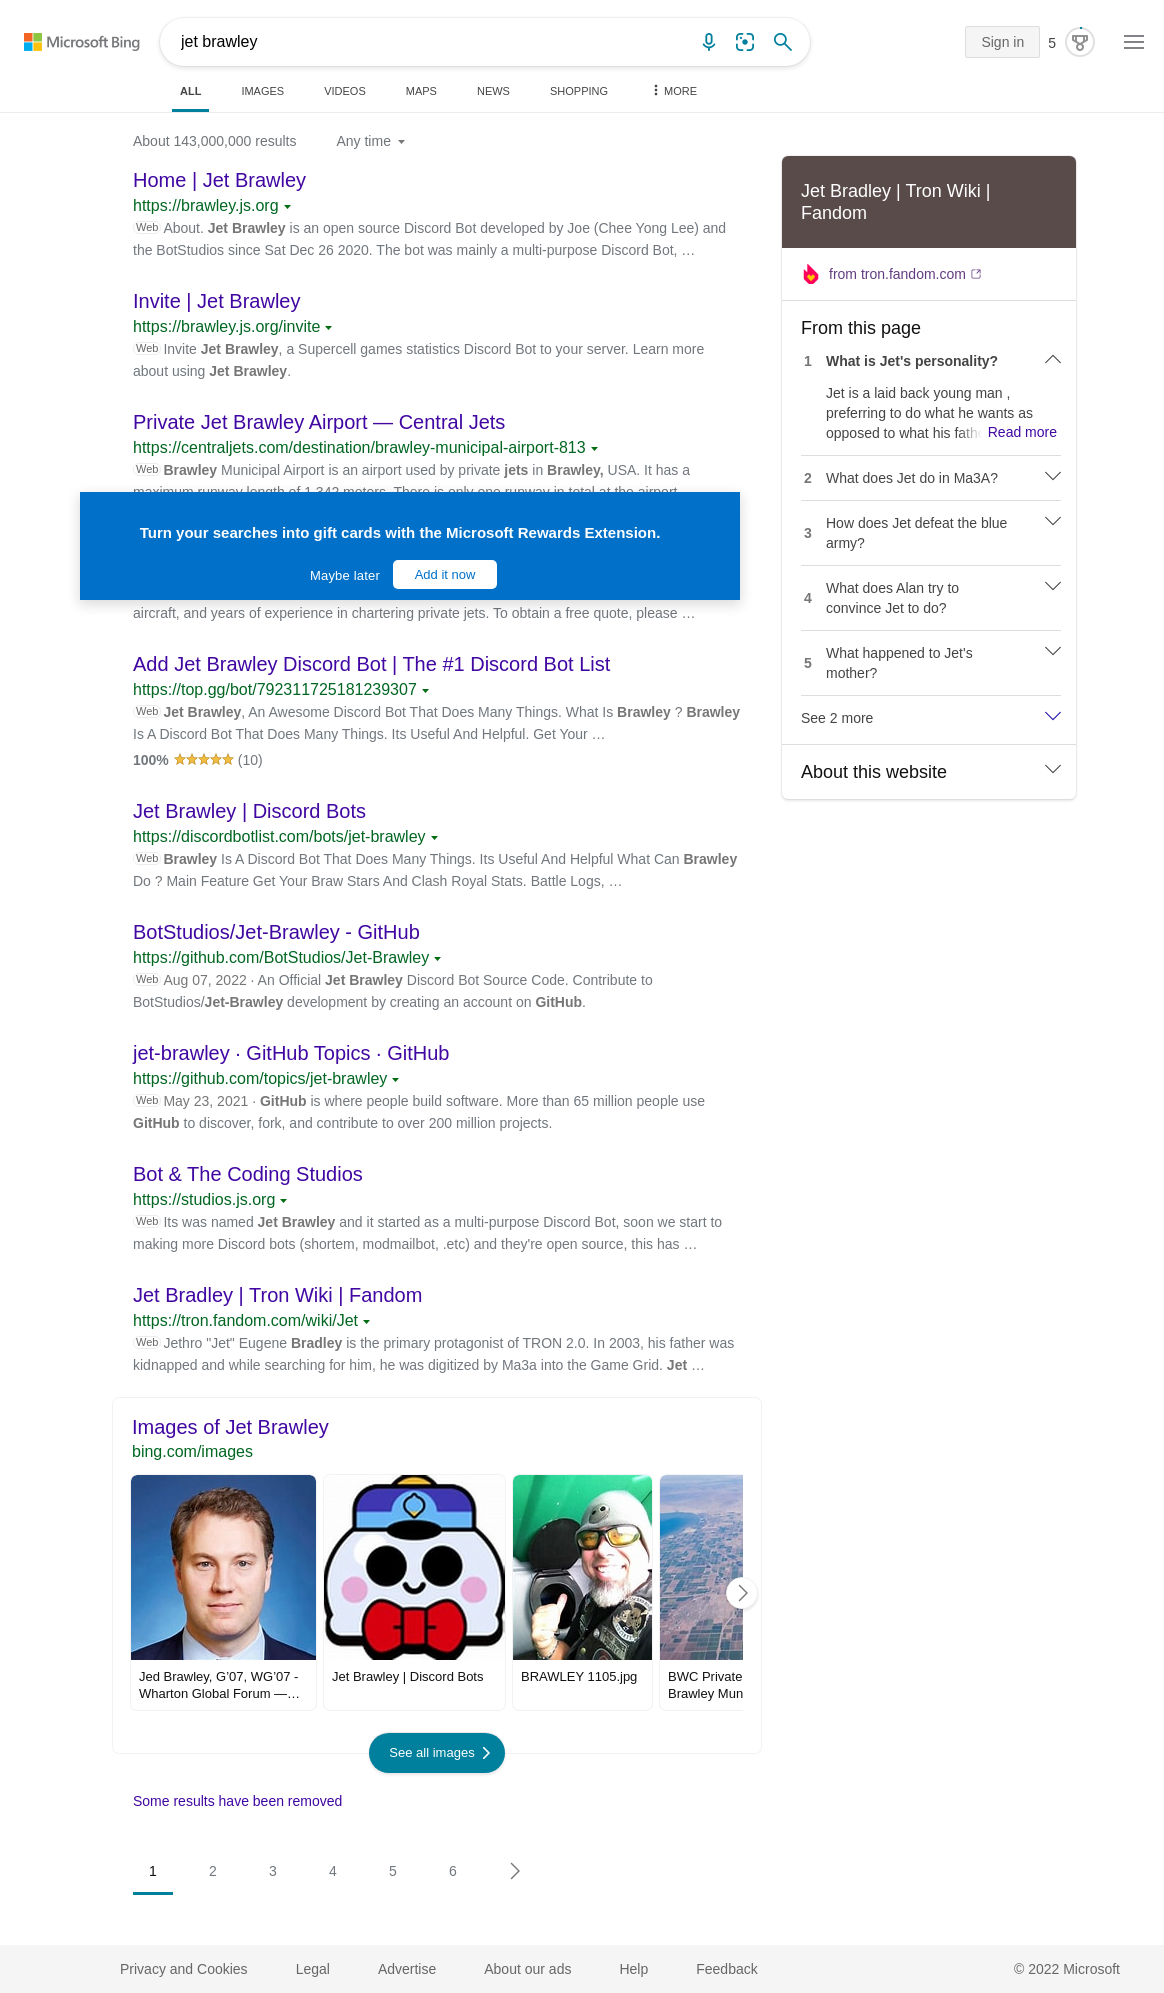 Microsoft Bing
jet brawley
Sign in
5
ALL
IMAGES
VIDEOS
MAPS
NEWS
SHOPPING
MORE
About 143,000,000 results
Any time
Home | Jet Brawley
https://brawley.js.org
Web About. Jet Brawley is an open source Discord Bot developed by Joe (Chee Yong Lee) and
the BotStudios since Sat Dec 26 2020. The bot was mainly a multi-purpose Discord Bot, …
Invite | Jet Brawley
https://brawley.js.org/invite
Web Invite Jet Brawley, a Supercell games statistics Discord Bot to your server. Learn more
about using Jet Brawley.
Private Jet Brawley Airport — Central Jets
https://centraljets.com/destination/brawley-municipal-airport-813
Web Brawley Municipal Airport is an airport used by private jets in Brawley, USA. It has a
maximum runway length of 1,342 meters. There is only one runway in total at the airport
Turn your searches into gift cards with the Microsoft Rewards Extension.
Maybe later
Add it now
aircraft, and years of experience in chartering private jets. To obtain a free quote, please …
Add Jet Brawley Discord Bot | The #1 Discord Bot List
https://top.gg/bot/792311725181239307
Web Jet Brawley, An Awesome Discord Bot That Does Many Things. What Is Brawley ? Brawley
Is A Discord Bot That Does Many Things. Its Useful And Helpful. Get Your …
100% (10)
Jet Brawley | Discord Bots
https://discordbotlist.com/bots/jet-brawley
Web Brawley Is A Discord Bot That Does Many Things. Its Useful And Helpful What Can Brawley
Do ? Main Feature Get Your Braw Stars And Clash Royal Stats. Battle Logs, …
BotStudios/Jet-Brawley - GitHub
https://github.com/BotStudios/Jet-Brawley
Web Aug 07, 2022 · An Official Jet Brawley Discord Bot Source Code. Contribute to
BotStudios/Jet-Brawley development by creating an account on GitHub.
jet-brawley · GitHub Topics · GitHub
https://github.com/topics/jet-brawley
Web May 23, 2021 · GitHub is where people build software. More than 65 million people use
GitHub to discover, fork, and contribute to over 200 million projects.
Bot & The Coding Studios
https://studios.js.org
Web Its was named Jet Brawley and it started as a multi-purpose Discord Bot, soon we start to
making more Discord bots (shortem, modmailbot, .etc) and they're open source, this has …
Jet Bradley | Tron Wiki | Fandom
https://tron.fandom.com/wiki/Jet
Web Jethro "Jet" Eugene Bradley is the primary protagonist of TRON 2.0. In 2003, his father was
kidnapped and while searching for him, he was digitized by Ma3a into the Game Grid. Jet …
Images of Jet Brawley
bing.com/images
Jed Brawley, G'07, WG'07 -
Wharton Global Forum —…
Jet Brawley | Discord Bots
BRAWLEY 1105.jpg
BWC Private
Brawley Mun
See all images
Some results have been removed
1
2
3
4
5
6
Jet Bradley | Tron Wiki |
Fandom
from tron.fandom.com
From this page
1 What is Jet's personality?
Jet is a laid back young man ,
preferring to do what he wants as
opposed to what his fath Read more
2 What does Jet do in Ma3A?
3 How does Jet defeat the blue
army?
4 What does Alan try to
convince Jet to do?
5 What happened to Jet's
mother?
See 2 more
About this website
Privacy and Cookies
Legal
Advertise
About our ads
Help
Feedback
© 2022 Microsoft